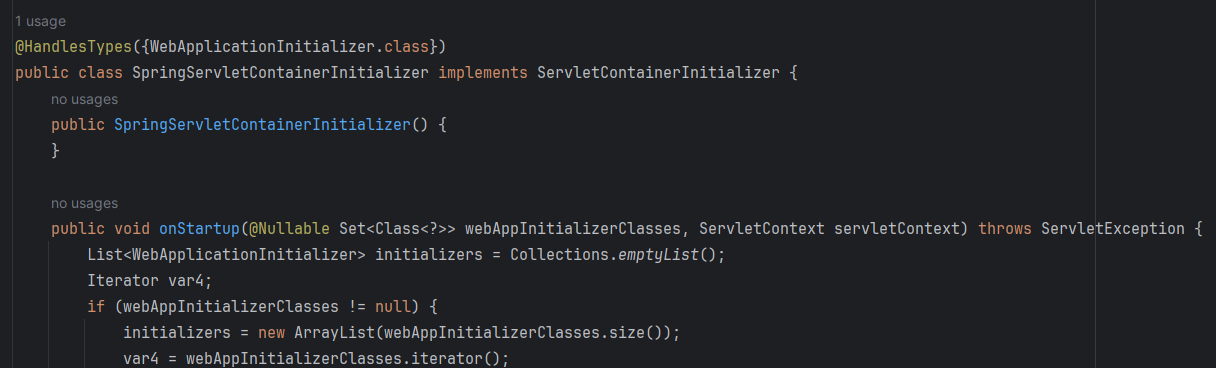 1 usage
@HandlesTypes({WebApplicationInitializer.class})
public class SpringServletContainerInitializer implements ServletContainerInitializer {
no usages
public SpringServletContainerInitializer() {
}
no usages
public void onStartup(@Nullable Set<Class<?>> webAppInitializerClasses, ServletContext servletContext) throws ServletException {
List<WebApplicationInitializer> initializers = Collections.emptyList();
Iterator var4;
if (webAppInitializerClasses != null) {
initializers = new ArrayList(webAppInitializerClasses.size());
var4 = webAppInitializerClasses.iterator();